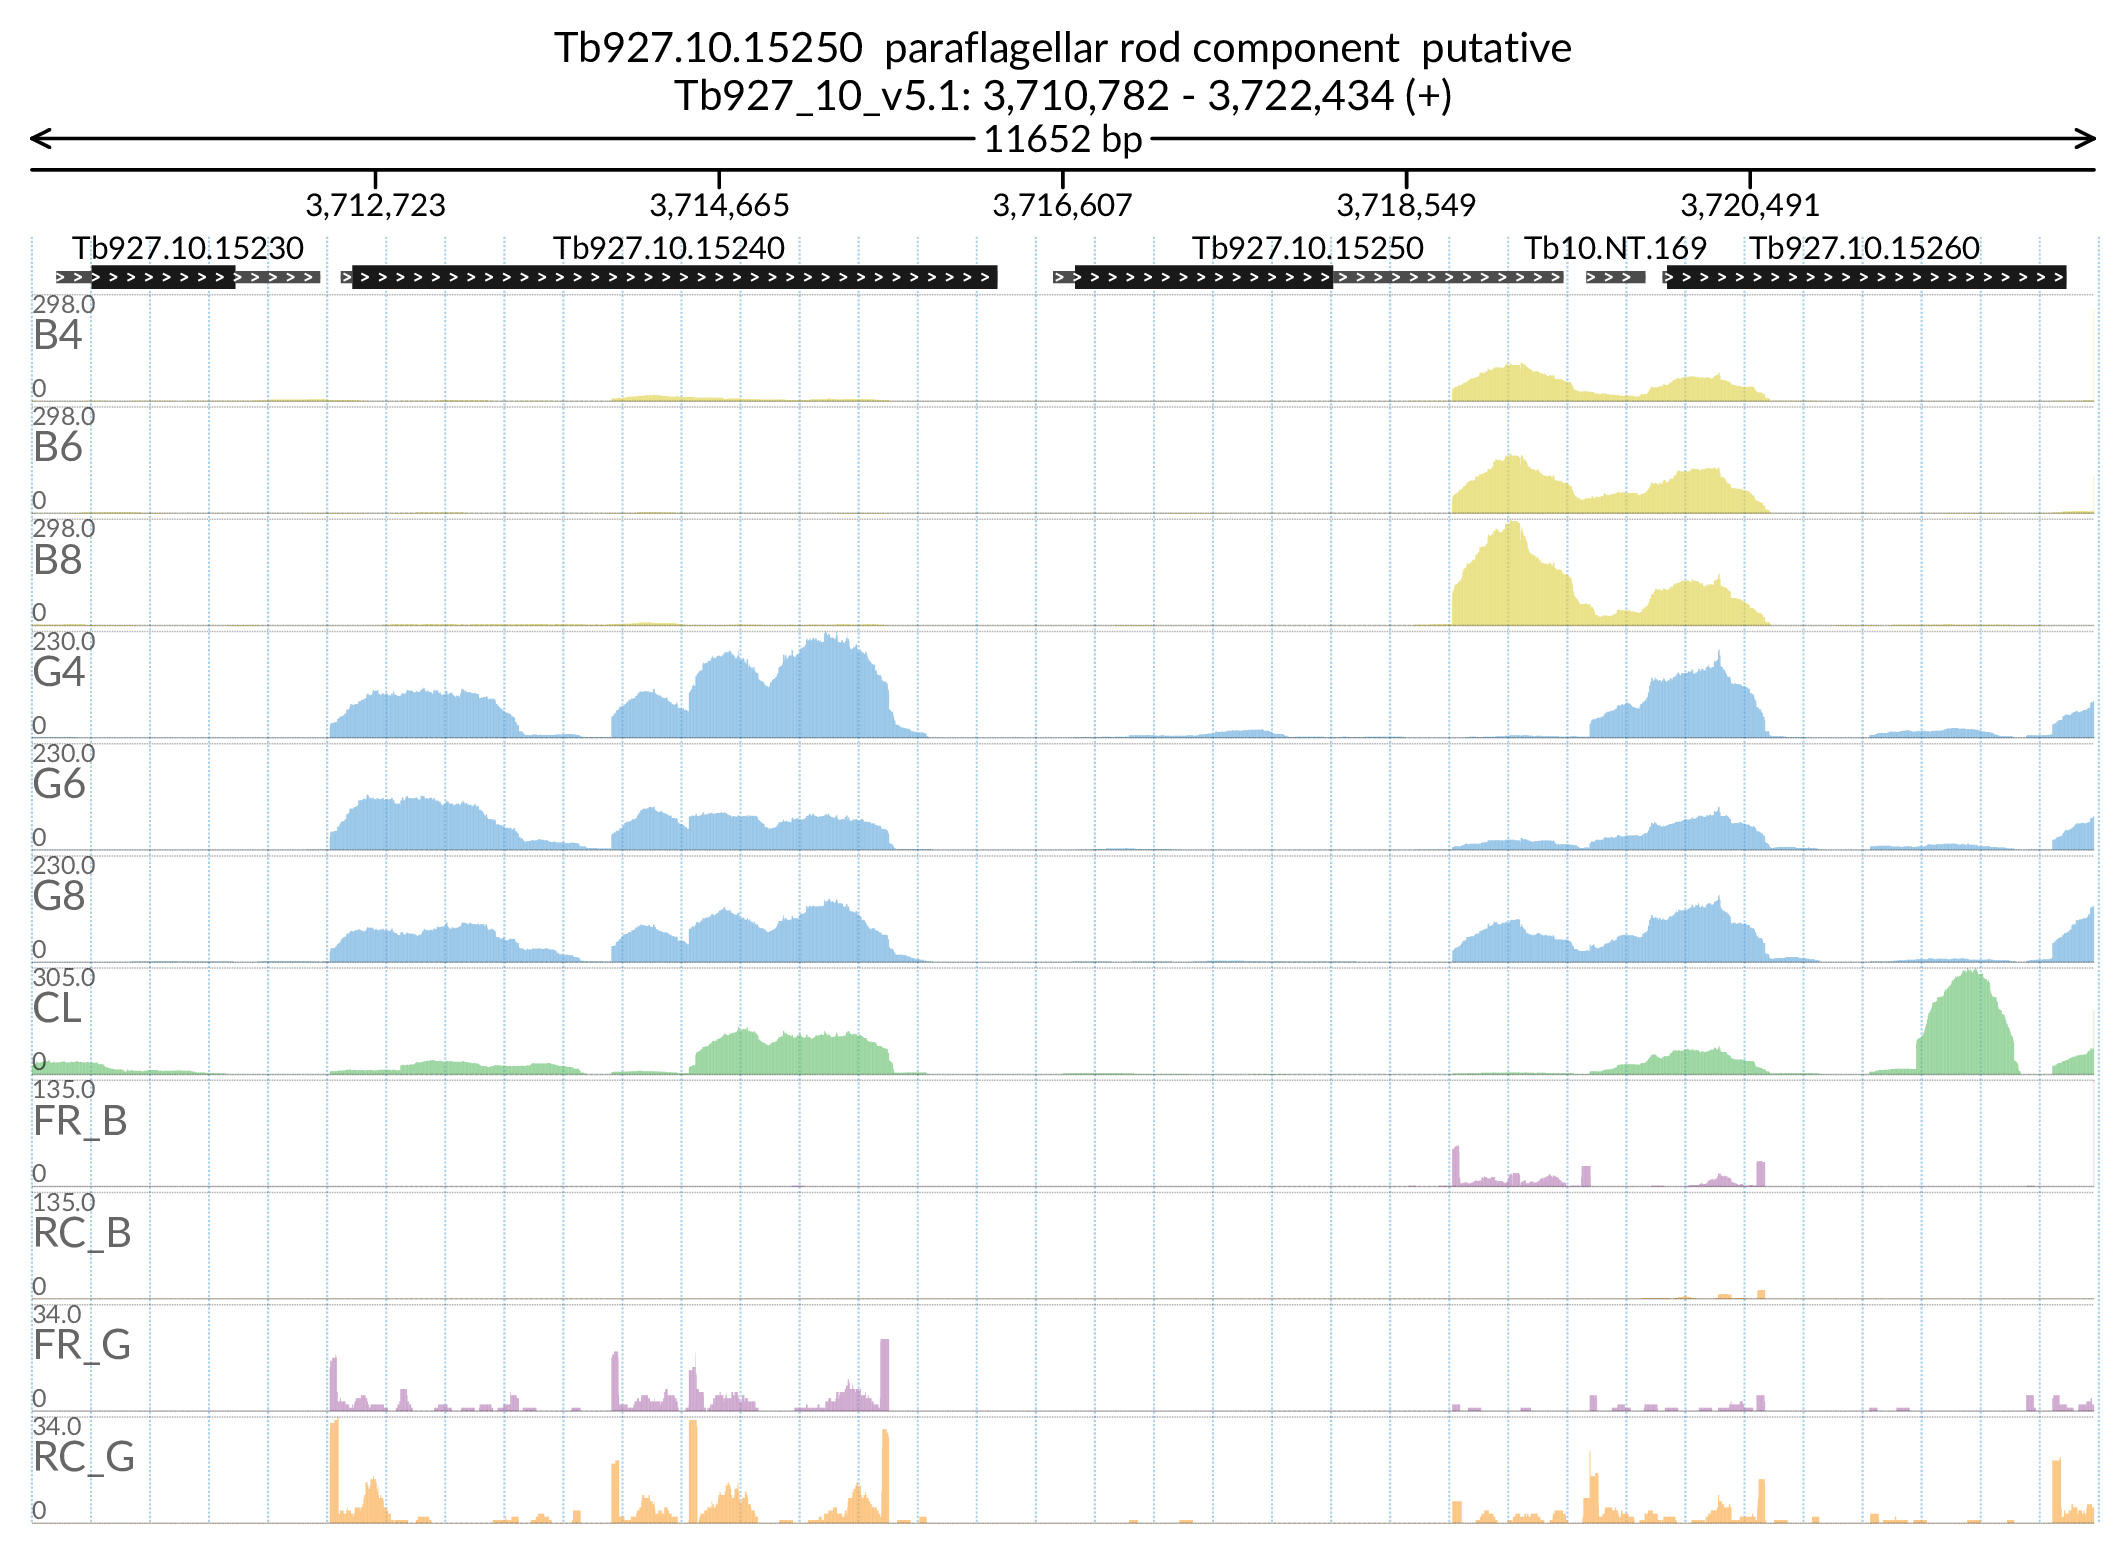 Tb927.10.15250 paraflagellar rod component putative
Tb927_10_v5.1: 3,710,782 - 3,722,434 (+)
11652 bp
3,712,723 3,714,665 3,716,607 3,718,549 3,720,491
Tb927.10.15230 Tb927.10.15240 Tb927.10.15250 Tb10.NT.169 Tb927.10.15260
298.0
B4
0
298.0
B6
0
298.0
B8
0
230.0
G4
0
230.0
G6
0
230.0
G8
0
305.0
CL
0
135.0
FR_B
0
135.0
RC_B
0
34.0
FR_G
0
34.0
RC_G
0